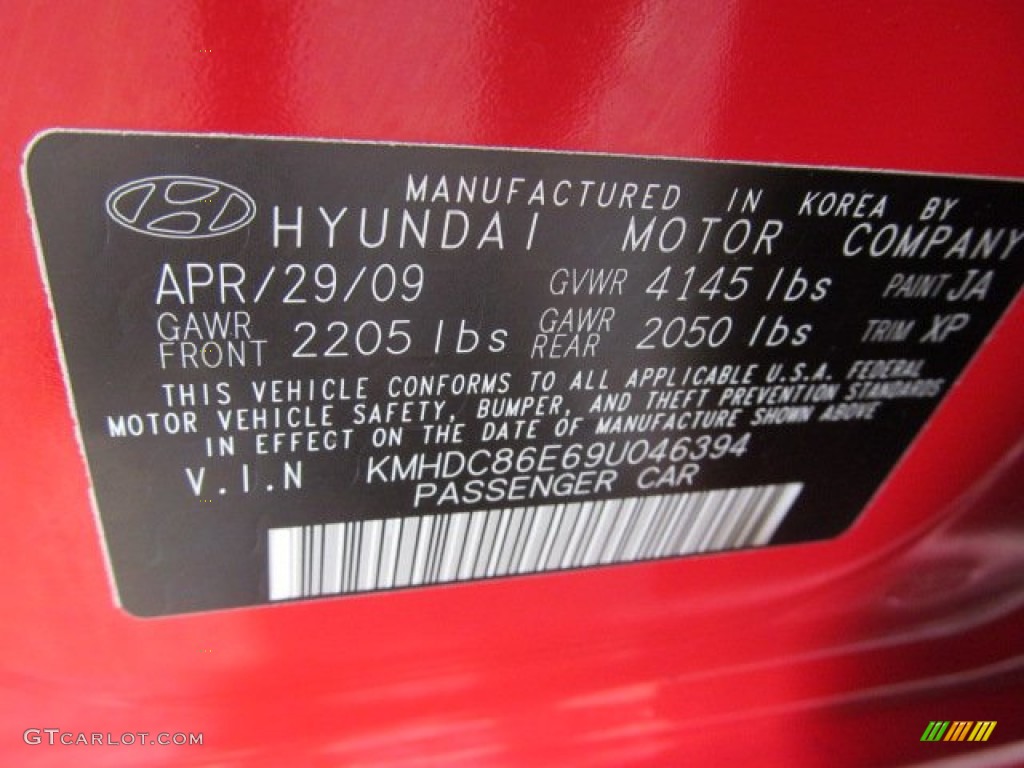 MANUFACTURED IN KOREA BY
HYUNDAI MOTOR COMPANY
APR/29/09 GVWR 4145 lbs PAINT JA
GAWR FRONT 2205 lbs GAWR REAR 2050 lbs TRIM XP
THIS VEHICLE CONFORMS TO ALL APPLICABLE U.S.A. FEDERAL
MOTOR VEHICLE SAFETY, BUMPER, AND THEFT PREVENTION STANDARDS
IN EFFECT ON THE DATE OF MANUFACTURE SHOWN ABOVE
V.I.N KMHDC86E69U046394
PASSENGER CAR
GTCARLOT.COM